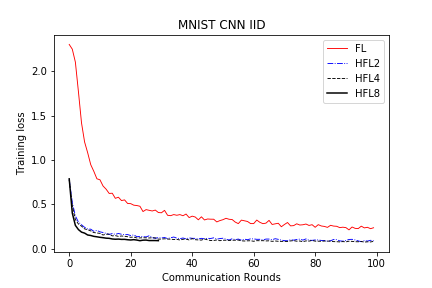 MNIST CNN IID
FL
HFL2
HFL4
HFL8
Training loss
2.0
1.5
1.0
0.5
0.0
0 20 40 60 80 100
Communication Rounds